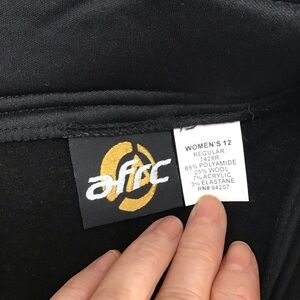 afrc
WOMEN'S 12
REGULAR
7428R
65% POLYAMIDE
25% WOOL
7% ACRYLIC
3% ELASTANE
RN# 94207